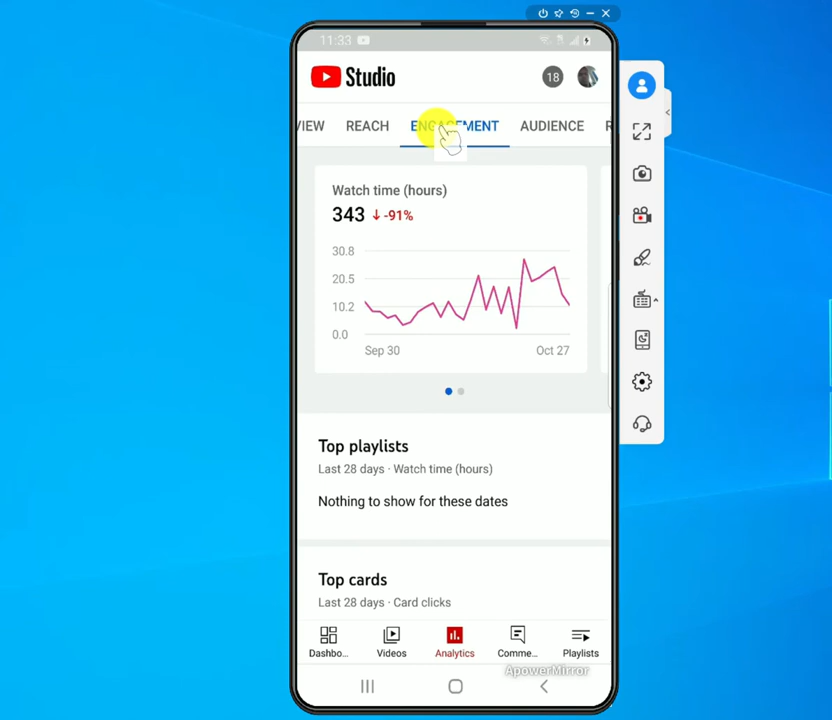 11:33
Studio
18
VIEW REACH ENGAGEMENT AUDIENCE R
Watch time (hours)
343 ↓ -91%
30.8
20.5
10.2
0.0
Sep 30 Oct 27
Top playlists
Last 28 days · Watch time (hours)
Nothing to show for these dates
Top cards
Last 28 days · Card clicks
Dashbo... Videos Analytics Comme... Playlists
ApowerMirror